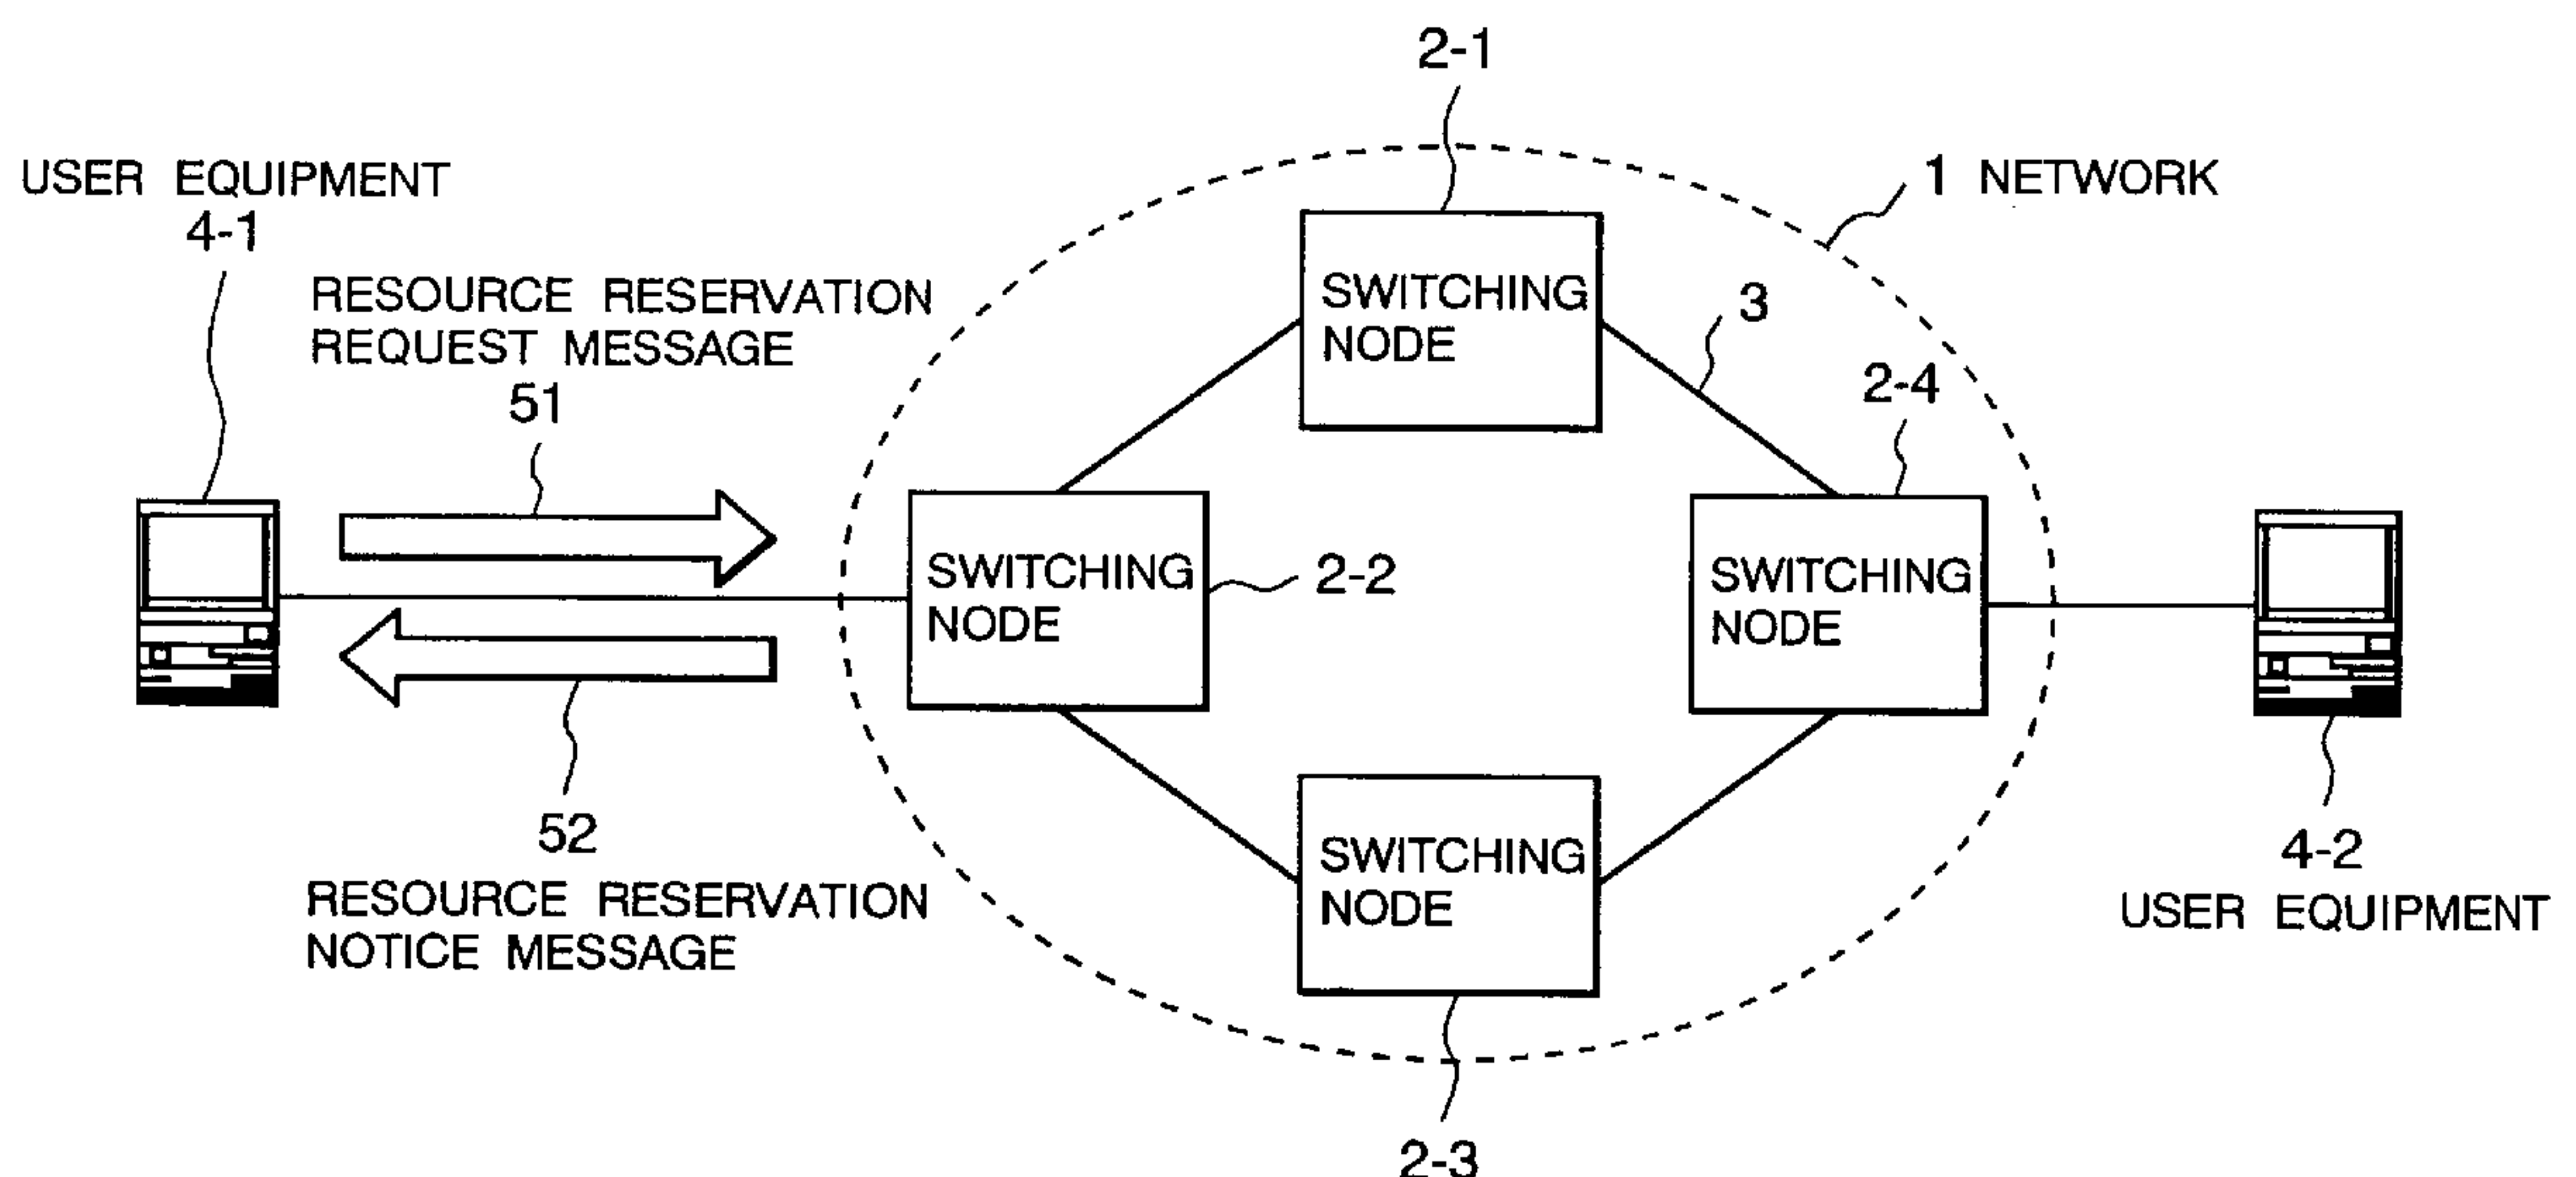 2-1
USER EQUIPMENT
4-1
1 NETWORK
RESOURCE RESERVATION
REQUEST MESSAGE
51
SWITCHING
NODE
3
2-4
SWITCHING
NODE
2-2
SWITCHING
NODE
52
RESOURCE RESERVATION
NOTICE MESSAGE
SWITCHING
NODE
4-2
USER EQUIPMENT
2-3